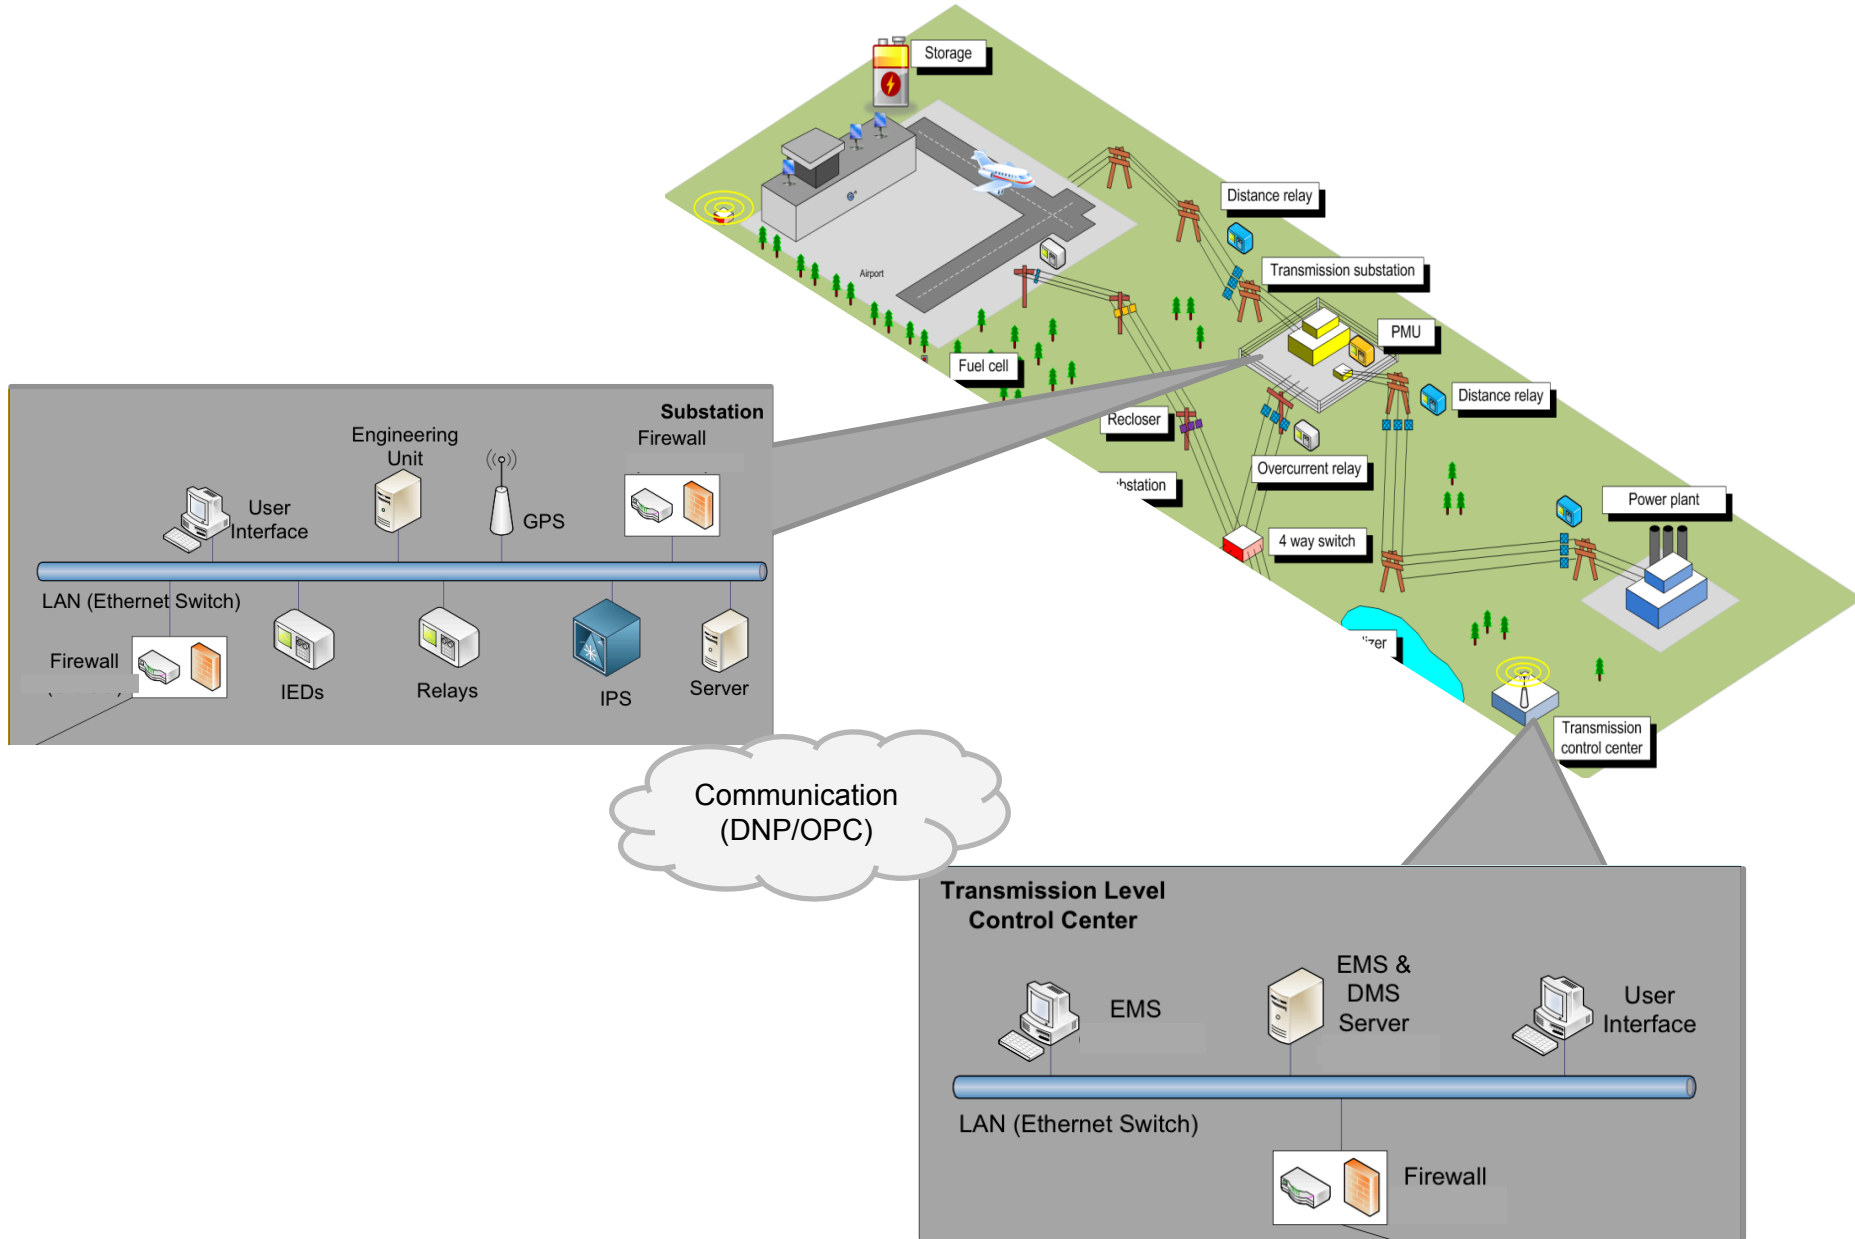 Storage
Distance relay
Transmission substation
Airport
PMU
Fuel cell
Distance relay
Recloser
Overcurrent relay
Power plant
4 way switch
Transmission
control center
Substation
Firewall
Engineering
Unit
User
Interface
GPS
LAN (Ethernet Switch)
Firewall
IEDs
Relays
IPS
Server
Communication
(DNP/OPC)
Transmission Level
Control Center
EMS
EMS &
DMS
Server
User
Interface
LAN (Ethernet Switch)
Firewall